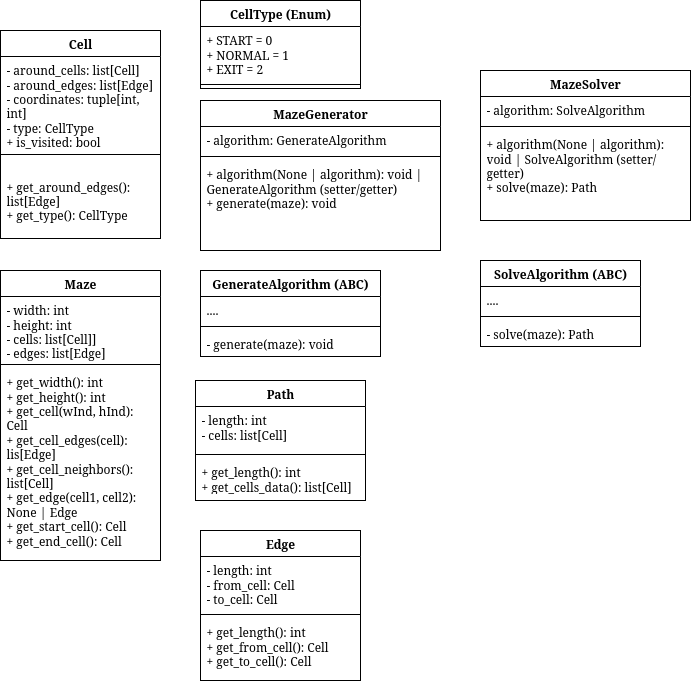 Cell
- around_cells: list[Cell]
- around_edges: list[Edge]
- coordinates: tuple[int,
int]
- type: CellType
+ is_visited: bool
+ get_around_edges():
list[Edge]
+ get_type(): CellType
CellType (Enum)
+ START = 0
+ NORMAL = 1
+ EXIT = 2
MazeGenerator
- algorithm: GenerateAlgorithm
+ algorithm(None | algorithm): void |
GenerateAlgorithm (setter/getter)
+ generate(maze): void
MazeSolver
- algorithm: SolveAlgorithm
+ algorithm(None | algorithm):
void | SolveAlgorithm (setter/
getter)
+ solve(maze): Path
Maze
- width: int
- height: int
- cells: list[Cell]]
- edges: list[Edge]
+ get_width(): int
+ get_height(): int
+ get_cell(wInd, hInd):
Cell
+ get_cell_edges(cell):
lis[Edge]
+ get_cell_neighbors():
list[Cell]
+ get_edge(cell1, cell2):
None | Edge
+ get_start_cell(): Cell
+ get_end_cell(): Cell
GenerateAlgorithm (ABC)
....
- generate(maze): void
SolveAlgorithm (ABC)
....
- solve(maze): Path
Path
- length: int
- cells: list[Cell]
+ get_length(): int
+ get_cells_data(): list[Cell]
Edge
- length: int
- from_cell: Cell
- to_cell: Cell
+ get_length(): int
+ get_from_cell(): Cell
+ get_to_cell(): Cell